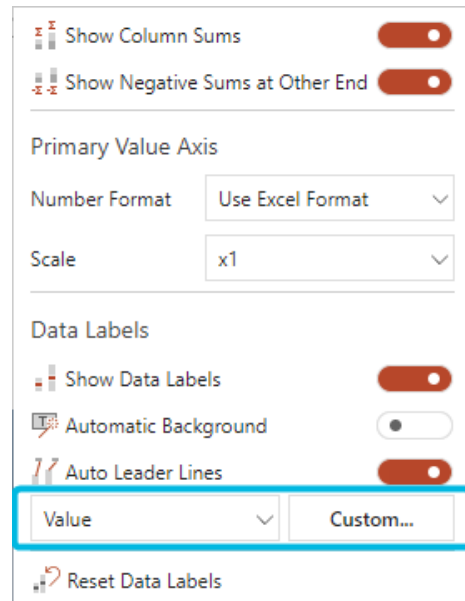 Show Column Sums
Show Negative Sums at Other End
Primary Value Axis
Number Format Use Excel Format
Scale x1
Data Labels
Show Data Labels
Automatic Background
Auto Leader Lines
Value Custom...
Reset Data Labels